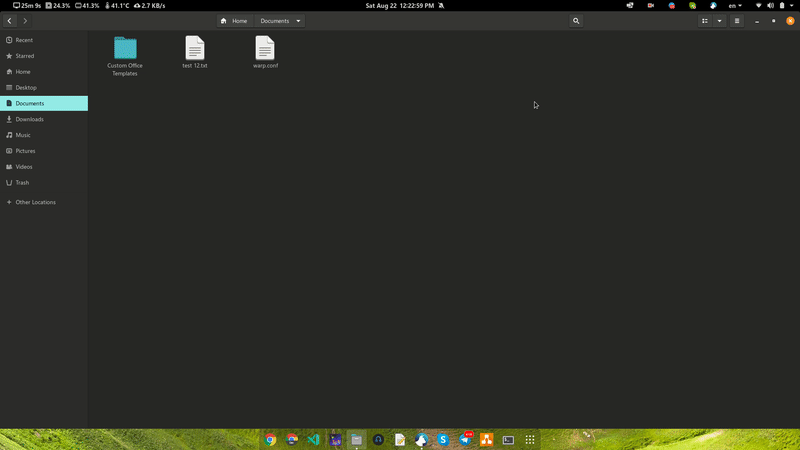 25m 9s 24.3% 41.3% 41.1°C 2.7 KB/s Sat Aug 22 12:22:59 PM en
Home Documents
Recent
Starred
Home
Desktop
Documents
Downloads
Music
Pictures
Videos
Trash
Other Locations
Custom Office
Templates
test 12.txt
warp.conf